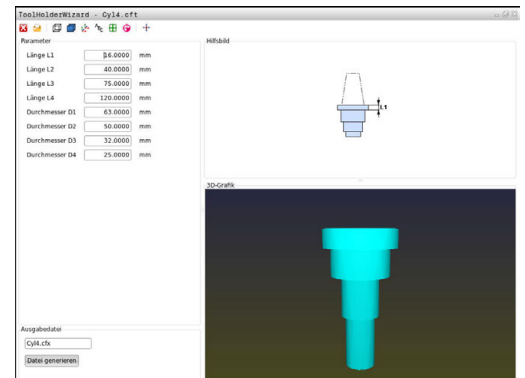 ToolHolderWizard - Cyl4.cft
Parameter
Länge L1 16.0000 mm
Länge L2 40.0000 mm
Länge L3 75.0000 mm
Länge L4 120.0000 mm
Durchmesser D1 63.0000 mm
Durchmesser D2 50.0000 mm
Durchmesser D3 32.0000 mm
Durchmesser D4 25.0000 mm
Ausgabedatei
Cyl4.cfx
Datei generieren
Hilfsbild
L1
3D-Grafik